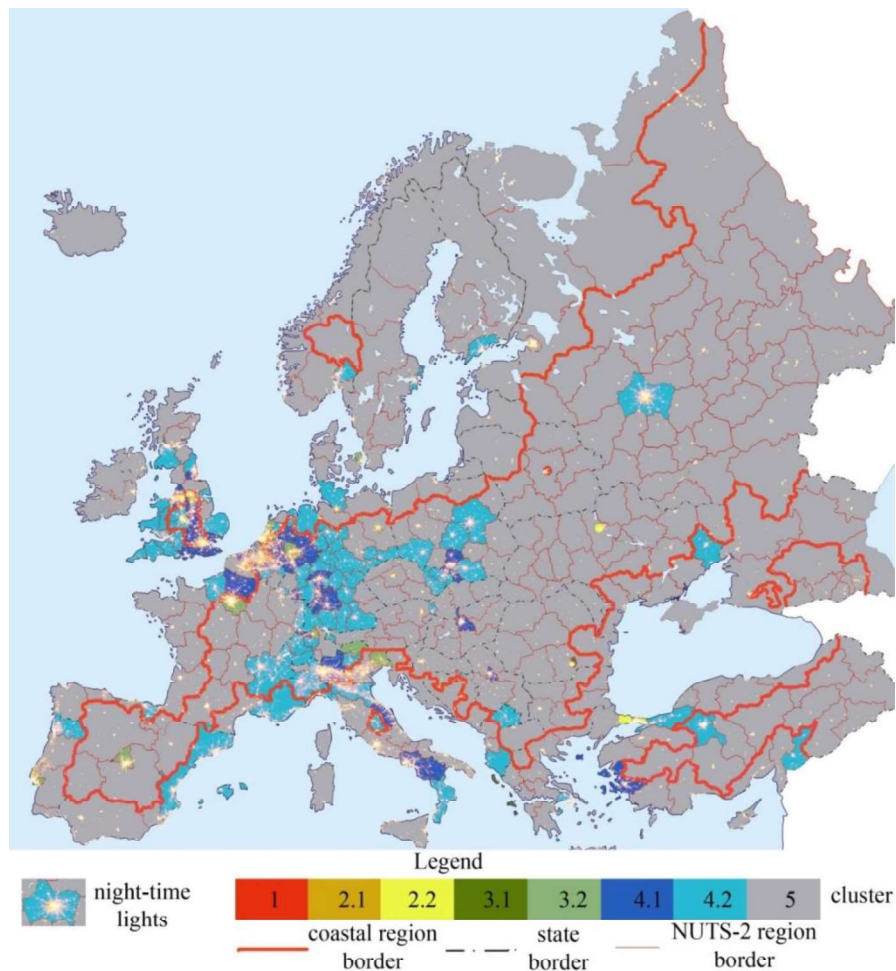 Legend
night-time lights
1 2.1 2.2 3.1 3.2 4.1 4.2 5 cluster
coastal region border
state border
NUTS-2 region border